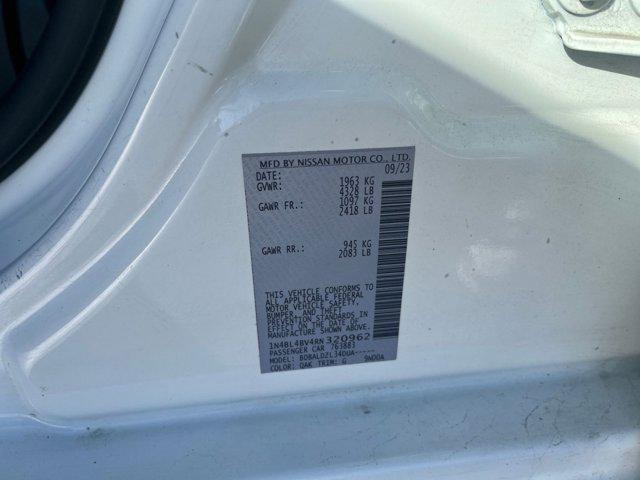 MFD BY NISSAN MOTOR CO., LTD.
DATE: 09/23
GVWR: 1963 KG
4328 LB
GAWR FR.: 1097 KG
2418 LB
GAWR RR.: 945 KG
2083 LB
THIS VEHICLE CONFORMS TO
ALL APPLICABLE FEDERAL
MOTOR VEHICLE SAFETY,
BUMPER, AND THEFT
PREVENTION STANDARDS IN
EFFECT ON THE DATE OF
MANUFACTURE SHOWN ABOVE.
1N4BL4BV4RN320962
PASSENGER CAR 763883
MODEL: BDBALDZL34DUA-----
COLOR: QAK TRIM: G 9N00A